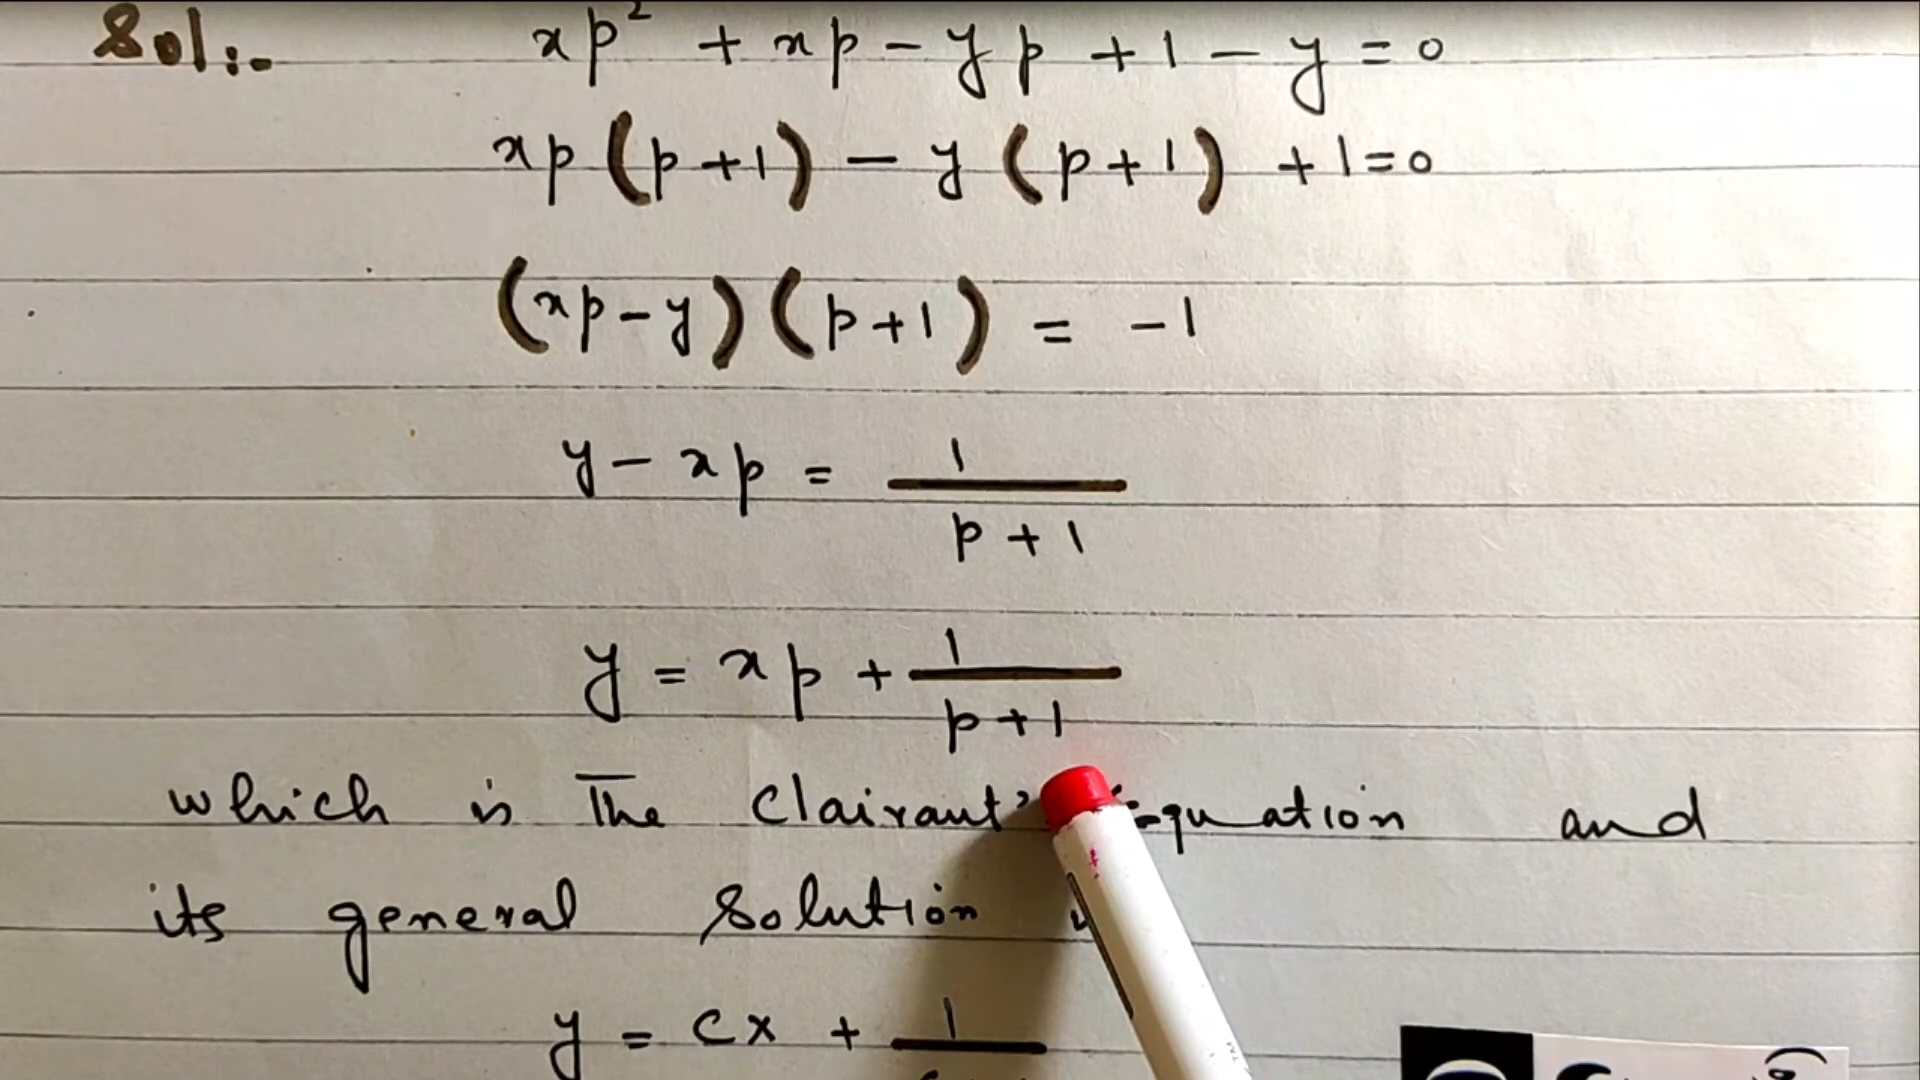 Sol:-
xp² + xp - yp + 1 - y = 0
xp(p+1) - y(p+1) + 1 = 0
(xp-y)(p+1) = -1
y - xp = 1/(p+1)
y = xp + 1/(p+1)
which is The Clairaut's Equation and
its general Solution
y = cx + 1